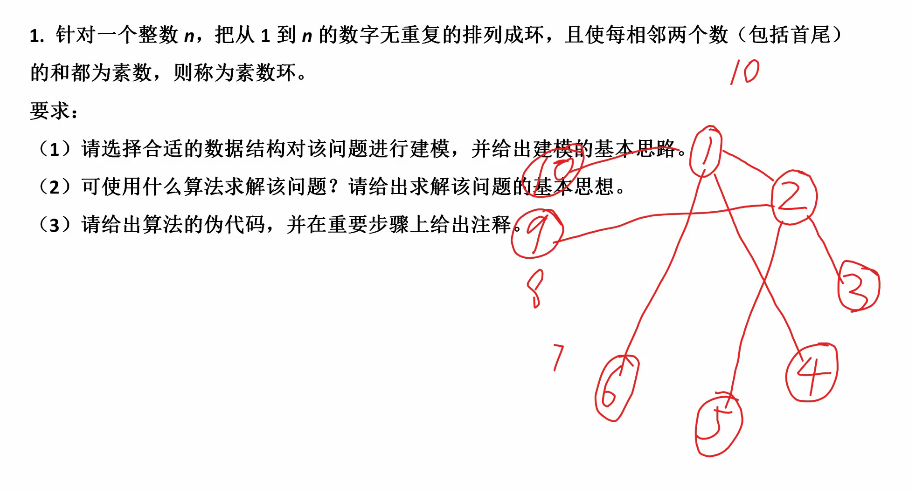 1. 针对一个整数 n，把从 1 到 n 的数字无重复的排列成环，且使每相邻两个数（包括首尾）
的和都为素数，则称为素数环。
10
要求：
（1）请选择合适的数据结构对该问题进行建模，并给出建模的基本思路。
1
10
（2）可使用什么算法求解该问题？请给出求解该问题的基本思想。
2
（3）请给出算法的伪代码，并在重要步骤上给出注释。
9
8
3
7
6
4
5